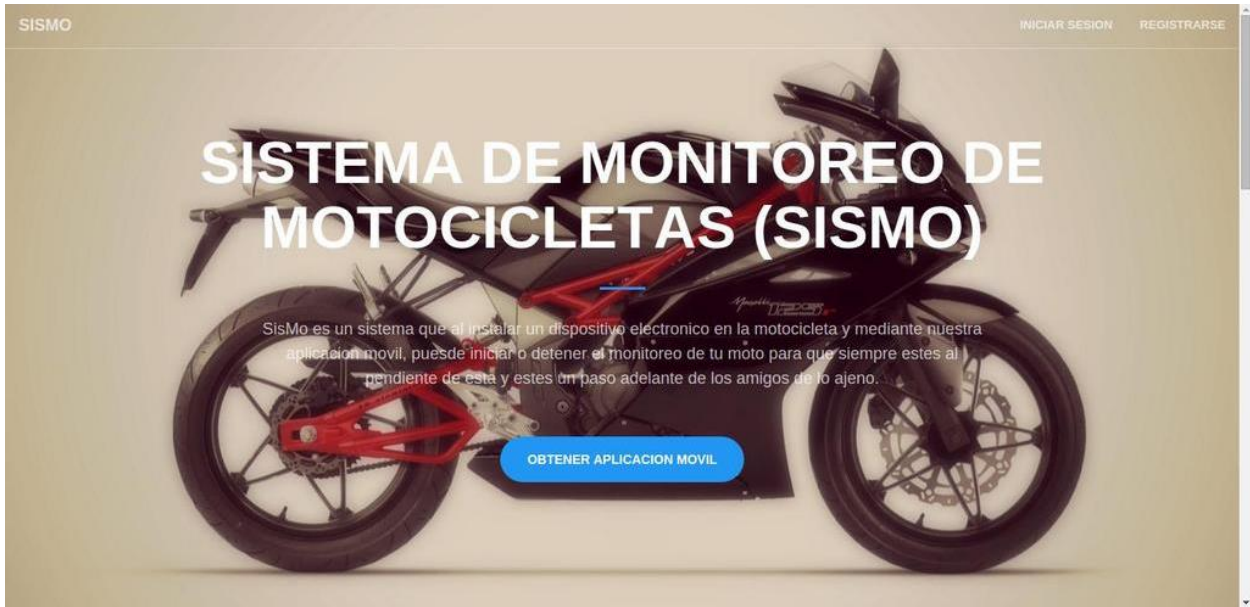 SISMO
INICIAR SESION
REGISTRARSE
SISTEMA DE MONITOREO DE
MOTOCICLETAS (SISMO)
SisMo es un sistema que al instalar un dispositivo electronico en la motocicleta y mediante nuestra
aplicacion movil, puesde iniciar o detener el monitoreo de tu moto para que siempre estes al
pendiente de esta y estes un paso adelante de los amigos de lo ajeno.
OBTENER APLICACION MOVIL